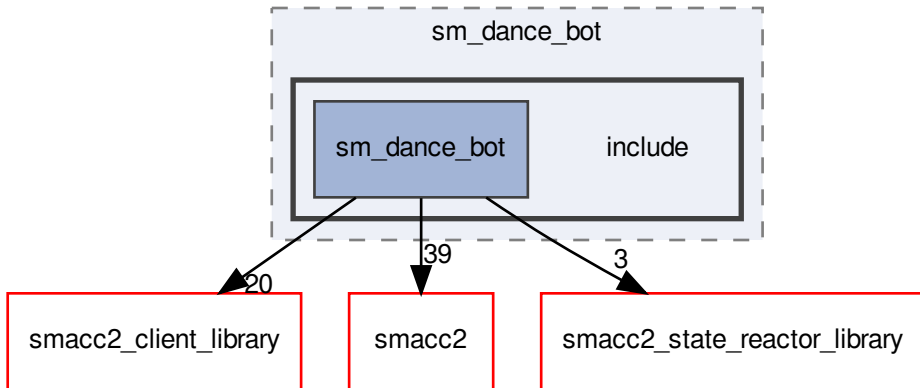 sm_dance_bot
sm_dance_bot
include
20
39
3
smacc2_client_library
smacc2
smacc2_state_reactor_library